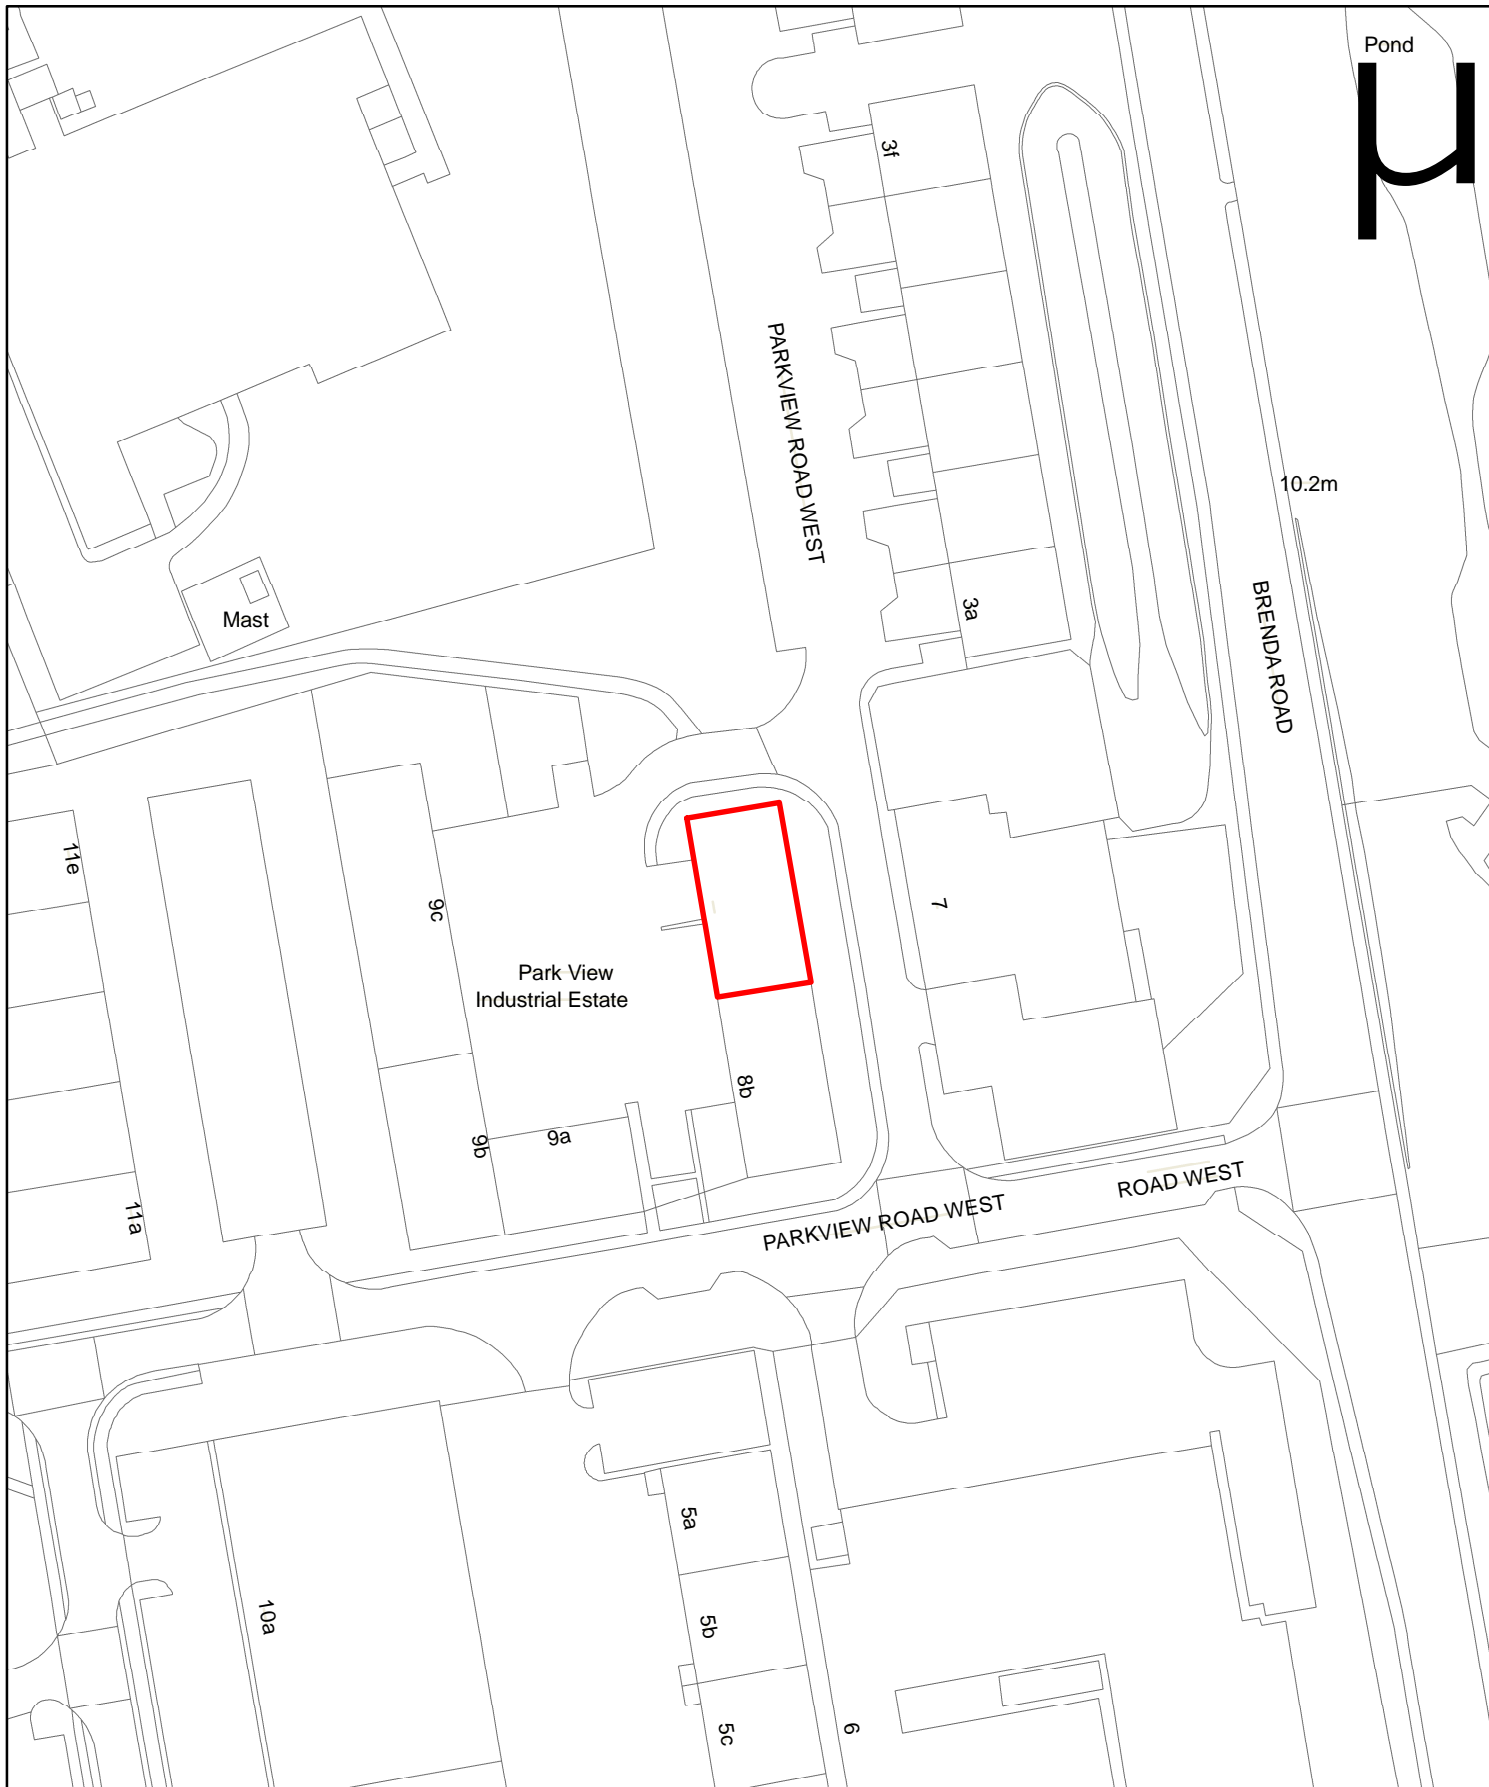 Pond
µ
3f
PARKVIEW ROAD WEST
10.2m
3a
Mast
BRENDA ROAD
11e
9c
7
Park View
Industrial Estate
8b
9a
9b
11a
ROAD WEST
PARKVIEW ROAD WEST
5a
10a
5b
5c
6